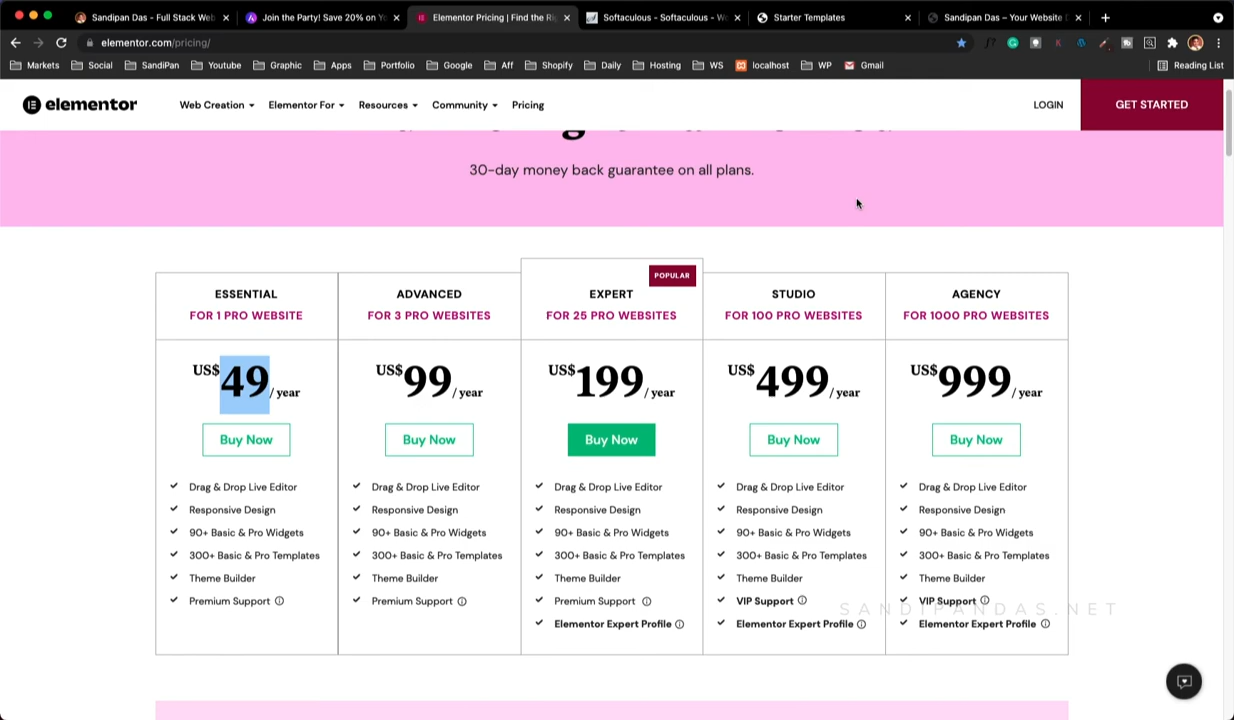 Sandipan Das - Full Stack Web
Join the Party! Save 20% on Yo
Elementor Pricing | Find the Ri
Softaculous - Softaculous - W
Starter Templates
Sandipan Das – Your Website
elementor.com/pricing/
Markets
Social
SandiPan
Youtube
Graphic
Apps
Portfolio
Google
Aff
Shopify
Daily
Hosting
WS
localhost
WP
Gmail
Reading List
elementor
Web Creation
Elementor For
Resources
Community
Pricing
LOGIN
GET STARTED
30-day money back guarantee on all plans.
ESSENTIAL
FOR 1 PRO WEBSITE
US$49/ year
Buy Now
Drag & Drop Live Editor
Responsive Design
90+ Basic & Pro Widgets
300+ Basic & Pro Templates
Theme Builder
Premium Support
ADVANCED
FOR 3 PRO WEBSITES
US$99/ year
Buy Now
Drag & Drop Live Editor
Responsive Design
90+ Basic & Pro Widgets
300+ Basic & Pro Templates
Theme Builder
Premium Support
POPULAR
EXPERT
FOR 25 PRO WEBSITES
US$199/ year
Buy Now
Drag & Drop Live Editor
Responsive Design
90+ Basic & Pro Widgets
300+ Basic & Pro Templates
Theme Builder
Premium Support
Elementor Expert Profile
STUDIO
FOR 100 PRO WEBSITES
US$499/ year
Buy Now
Drag & Drop Live Editor
Responsive Design
90+ Basic & Pro Widgets
300+ Basic & Pro Templates
Theme Builder
VIP Support
Elementor Expert Profile
AGENCY
FOR 1000 PRO WEBSITES
US$999/ year
Buy Now
Drag & Drop Live Editor
Responsive Design
90+ Basic & Pro Widgets
300+ Basic & Pro Templates
Theme Builder
VIP Support
Elementor Expert Profile
SANDIPANDAS.NET